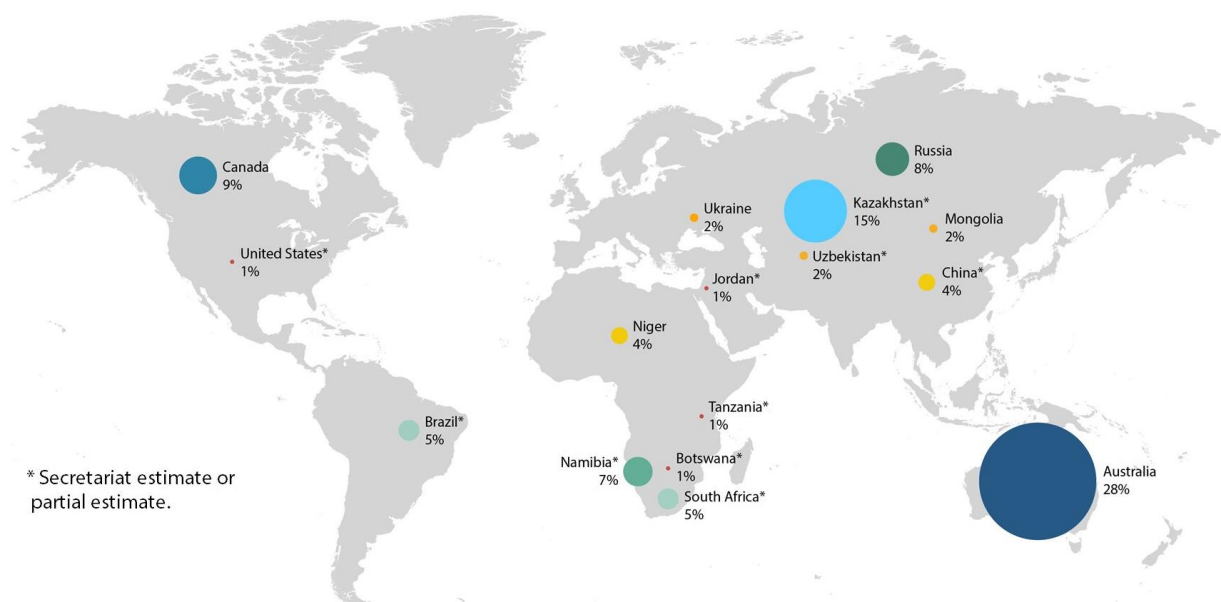 Canada
9%
United States*
1%
Brazil*
5%
Ukraine
2%
Russia
8%
Kazakhstan*
15%
Mongolia
2%
Uzbekistan*
2%
China*
4%
Jordan*
1%
Niger
4%
Tanzania*
1%
Namibia*
7%
Botswana*
1%
South Africa*
5%
Australia
28%
* Secretariat estimate or
partial estimate.